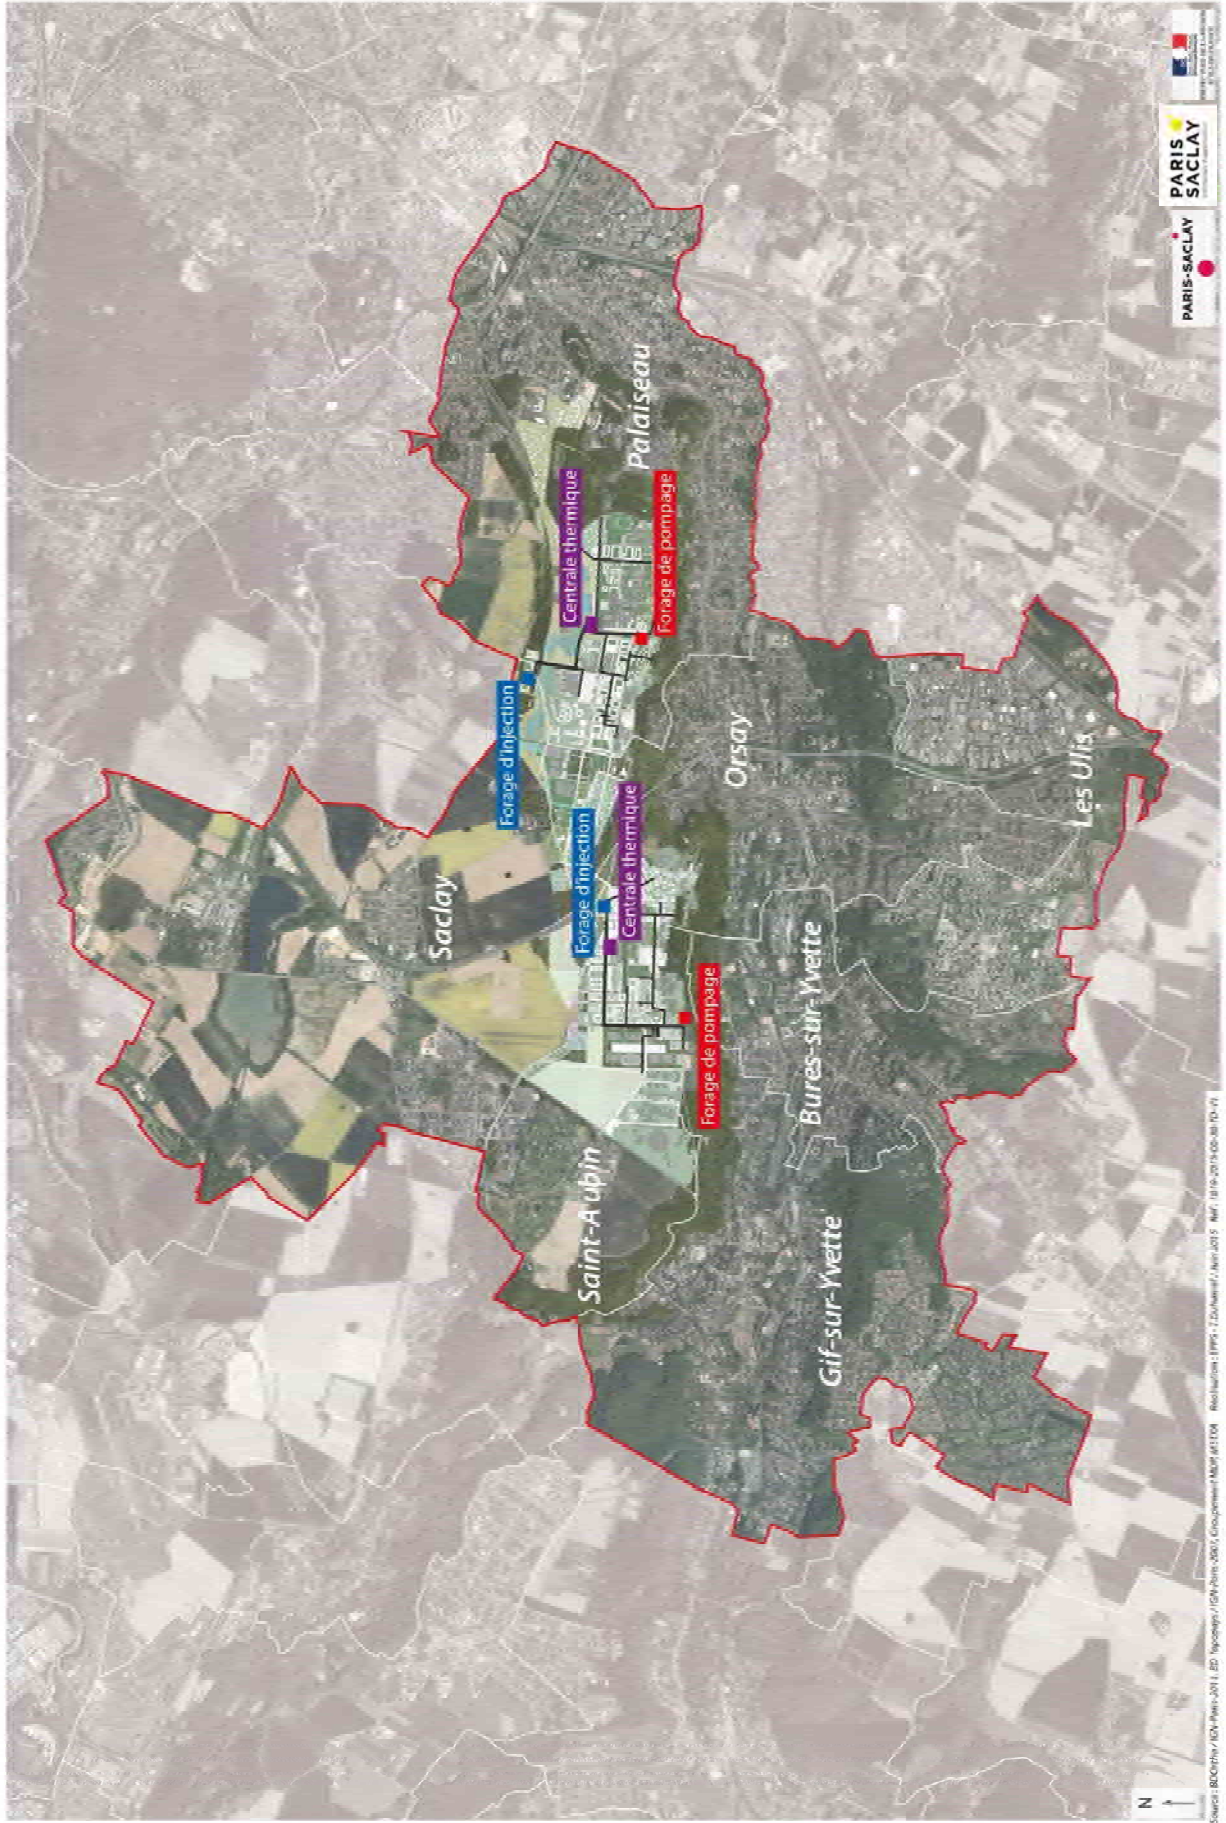 Palaiseau
Centrale thermique
Forage de pompage
Forage d'injection
Orsay
Les Ulis
Saclay
Forage d'injection
Centrale thermique
Forage de pompage
Bures-sur-Yvette
Saint-Aubin
Gif-sur-Yvette
PARIS-SACLAY
PARIS
SACLAY
N